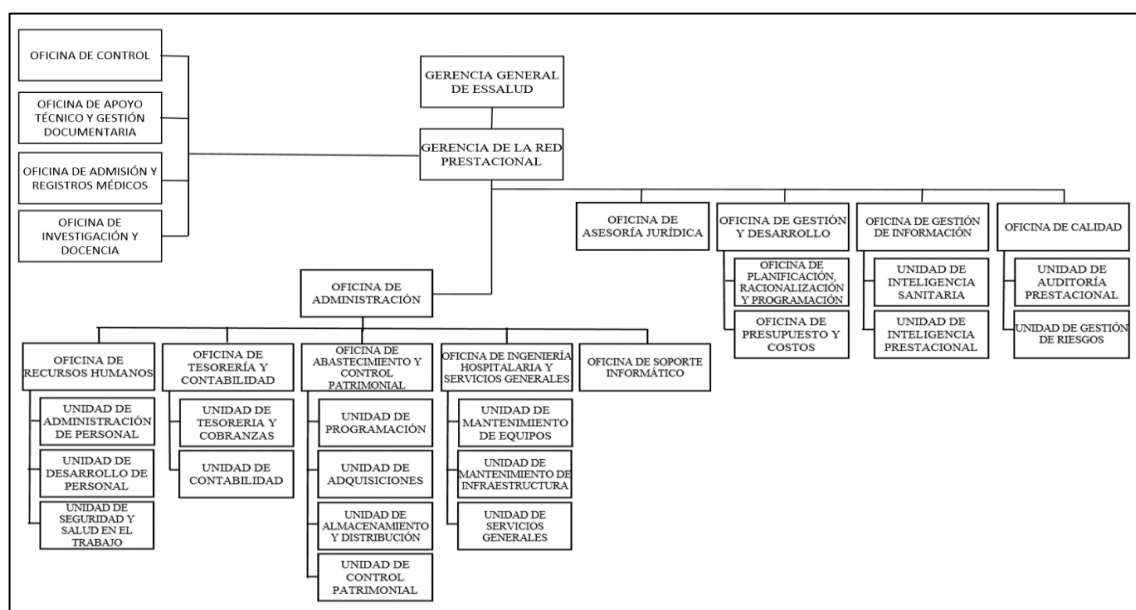 OFICINA DE CONTROL
OFICINA DE APOYO
TÉCNICO Y GESTIÓN
DOCUMENTARIA
OFICINA DE ADMISIÓN Y
REGISTROS MÉDICOS
OFICINA DE
INVESTIGACIÓN Y
DOCENCIA
GERENCIA GENERAL
DE ESSALUD
GERENCIA DE LA RED
PRESTACIONAL
OFICINA DE
ASESORÍA JURÍDICA
OFICINA DE GESTIÓN
Y DESARROLLO
OFICINA DE
PLANIFICACIÓN,
RACIONALIZACIÓN
Y PROGRAMACIÓN
OFICINA DE
PRESUPUESTO Y
COSTOS
OFICINA DE GESTIÓN
DE INFORMACIÓN
UNIDAD DE
INTELIGENCIA
SANITARIA
UNIDAD DE
INTELIGENCIA
PRESTACIONAL
OFICINA DE CALIDAD
UNIDAD DE
AUDITORÍA
PRESTACIONAL
UNIDAD DE GESTIÓN
DE RIESGOS
OFICINA DE
ADMINISTRACIÓN
OFICINA DE
RECURSOS HUMANOS
UNIDAD DE
ADMINISTRACIÓN
DE PERSONAL
UNIDAD DE
DESARROLLO DE
PERSONAL
UNIDAD DE
SEGURIDAD Y
SALUD EN EL
TRABAJO
OFICINA DE
TESORERÍA Y
CONTABILIDAD
UNIDAD DE
TESORERIA Y
COBRANZAS
UNIDAD DE
CONTABILIDAD
OFICINA DE
ABASTECIMIENTO Y
CONTROL
PATRIMONIAL
UNIDAD DE
PROGRAMACIÓN
UNIDAD DE
ADQUISICIONES
UNIDAD DE
ALMACENAMIENTO
Y DISTRIBUCIÓN
UNIDAD DE
CONTROL
PATRIMONIAL
OFICINA DE INGENIERÍA
HOSPITALARIA Y
SERVICIOS GENERALES
UNIDAD DE
MANTENIMIENTO
DE EQUIPOS
UNIDAD DE
MANTENIMIENTO DE
INFRAESTRUCTURA
UNIDAD DE
SERVICIOS
GENERALES
OFICINA DE SOPORTE
INFORMÁTICO